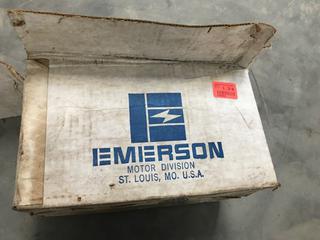 EMERSON
MOTOR DIVISION
ST. LOUIS, MO. U.S.A.